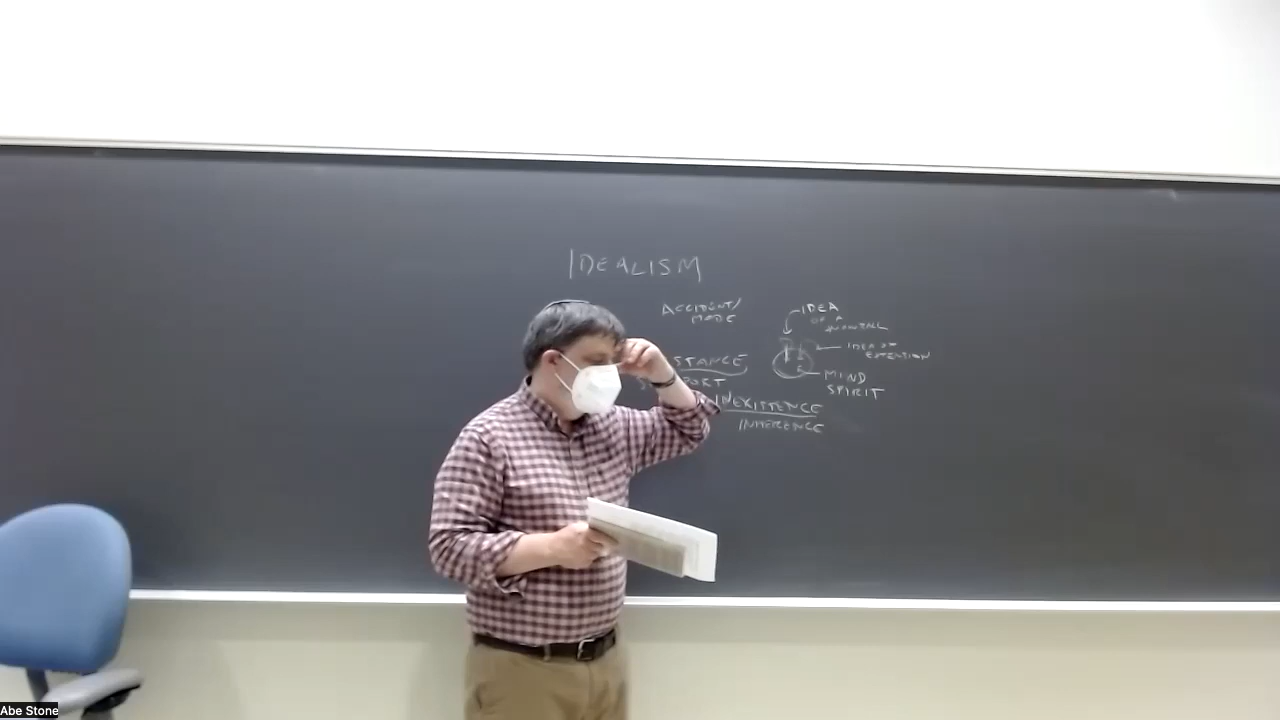 IDEALISM
ACCIDENT/
MODE
IDEA
OF A
IDEA OF
EXTENSION
STANCE
PORT
MIND
SPIRIT
INEXISTENCE
INHERENCE
Abe Stone